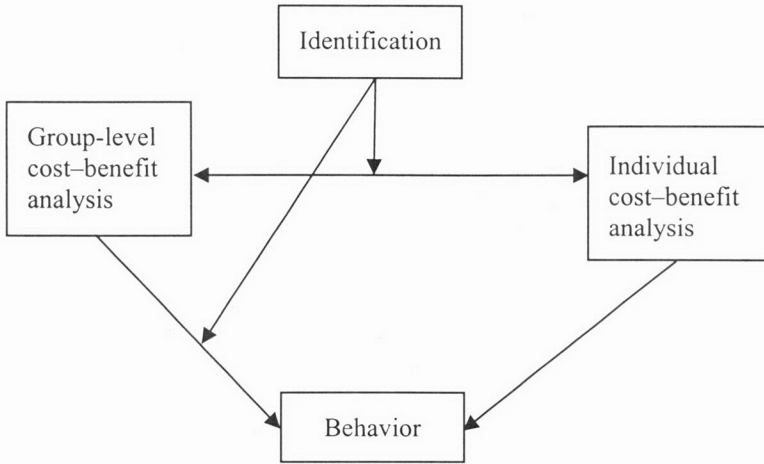 Identification
Group-level
cost–benefit
analysis
Individual
cost–benefit
analysis
Behavior